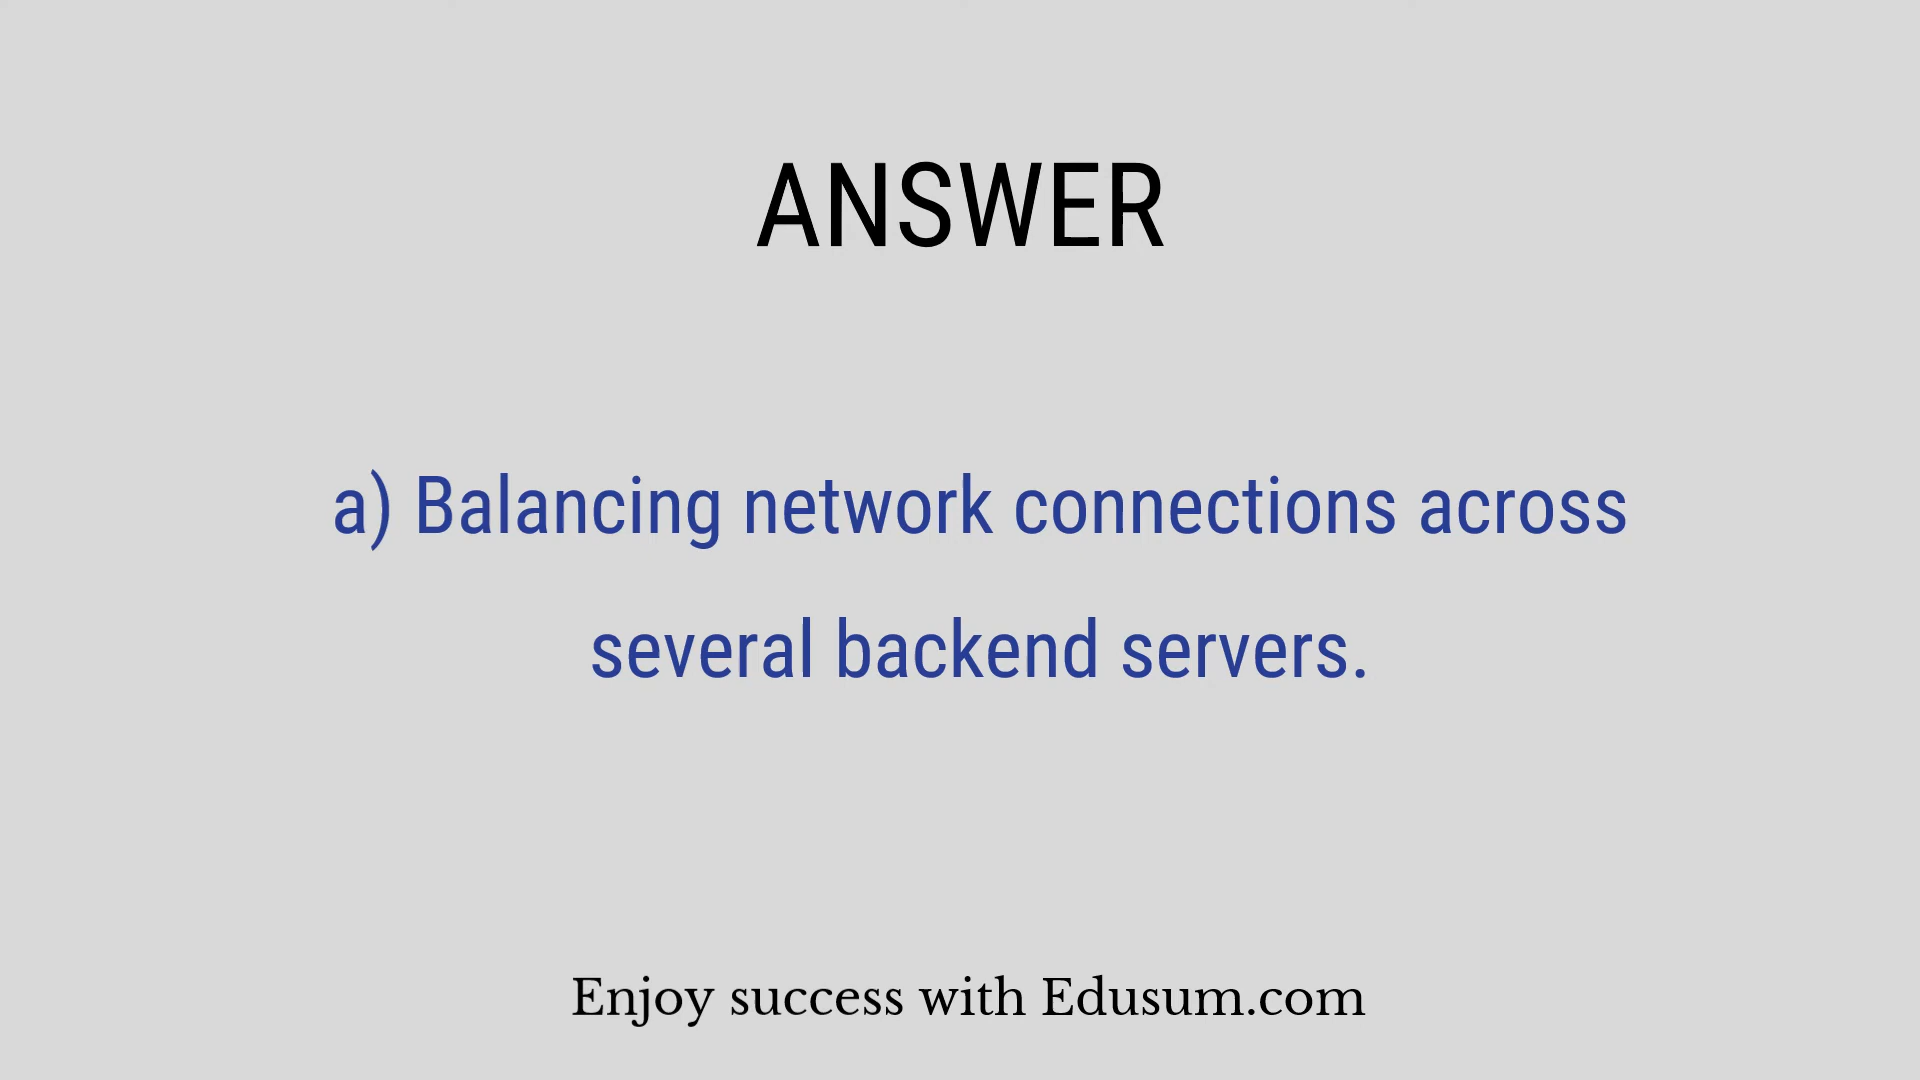 ANSWER
a) Balancing network connections across
several backend servers.
Enjoy success with Edusum.com